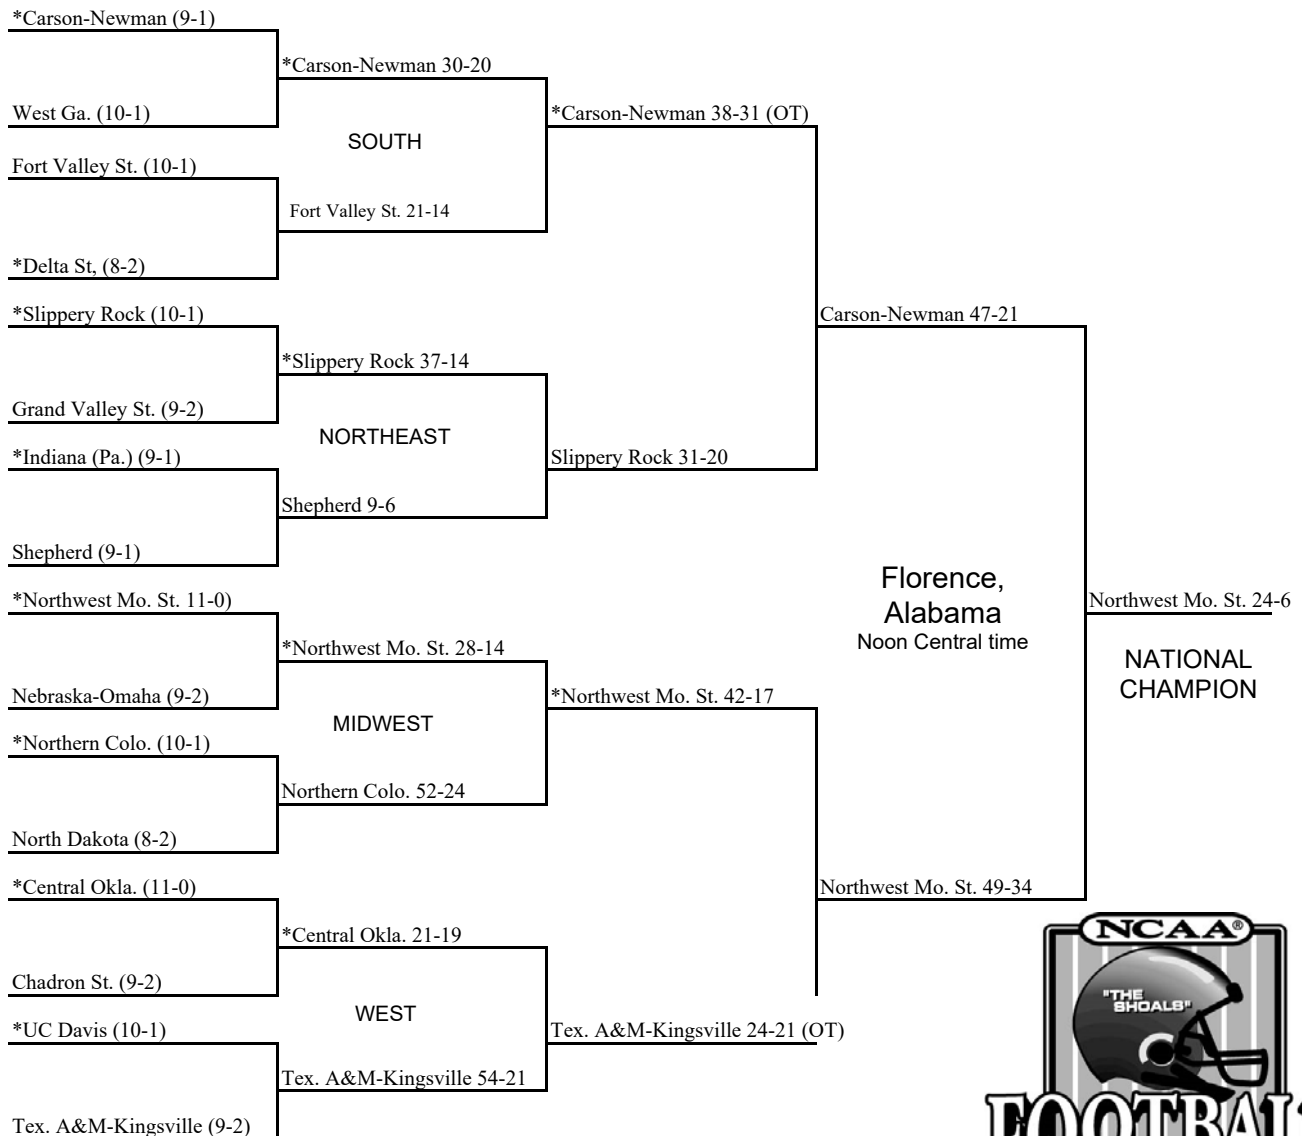 *Carson-Newman (9-1)
*Carson-Newman 30-20
West Ga. (10-1)
*Carson-Newman 38-31 (OT)
SOUTH
Fort Valley St. (10-1)
Fort Valley St. 21-14
*Delta St, (8-2)
*Slippery Rock (10-1)
Carson-Newman 47-21
*Slippery Rock 37-14
Grand Valley St. (9-2)
NORTHEAST
*Indiana (Pa.) (9-1)
Slippery Rock 31-20
Shepherd 9-6
Shepherd (9-1)
Florence,
Alabama
Noon Central time
*Northwest Mo. St. 11-0)
Northwest Mo. St. 24-6
NATIONAL
CHAMPION
*Northwest Mo. St. 28-14
Nebraska-Omaha (9-2)
*Northwest Mo. St. 42-17
MIDWEST
*Northern Colo. (10-1)
Northern Colo. 52-24
North Dakota (8-2)
*Central Okla. (11-0)
Northwest Mo. St. 49-34
*Central Okla. 21-19
Chadron St. (9-2)
WEST
*UC Davis (10-1)
Tex. A&M-Kingsville 24-21 (OT)
Tex. A&M-Kingsville 54-21
Tex. A&M-Kingsville (9-2)
NCAA®
"THE
SHOALS"
FOOTBAL